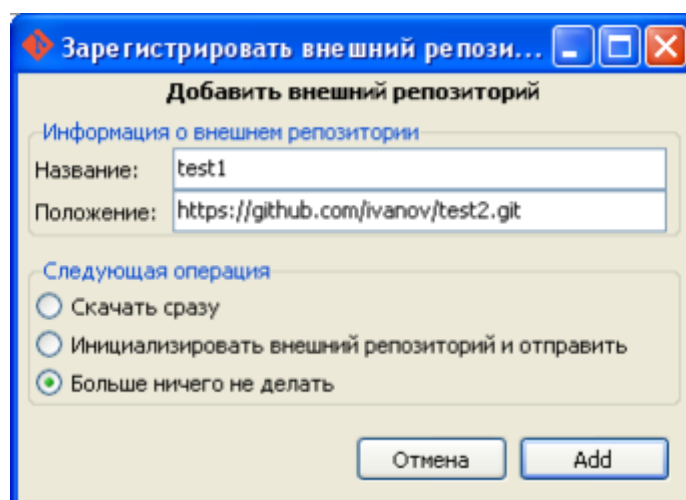 Зарегистрировать внешний репози...
Добавить внешний репозиторий
Информация о внешнем репозитории
Название: test1
Положение: https://github.com/ivanov/test2.git
Следующая операция
Скачать сразу
Инициализировать внешний репозиторий и отправить
Больше ничего не делать
Отмена Add